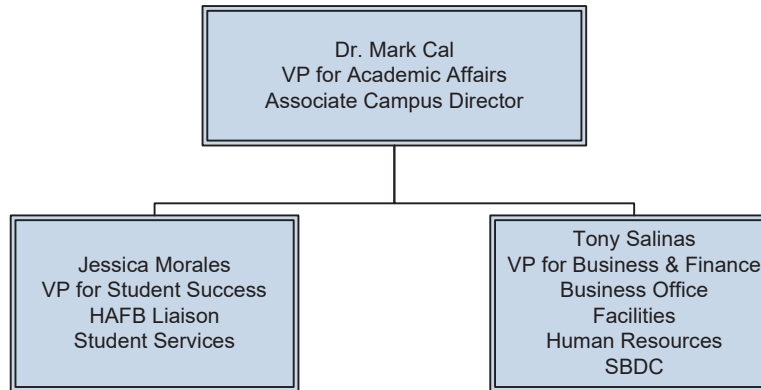 Dr. Mark Cal
VP for Academic Affairs
Associate Campus Director
Jessica Morales
VP for Student Success
HAFB Liaison
Student Services
Tony Salinas
VP for Business & Finance
Business Office
Facilities
Human Resources
SBDC